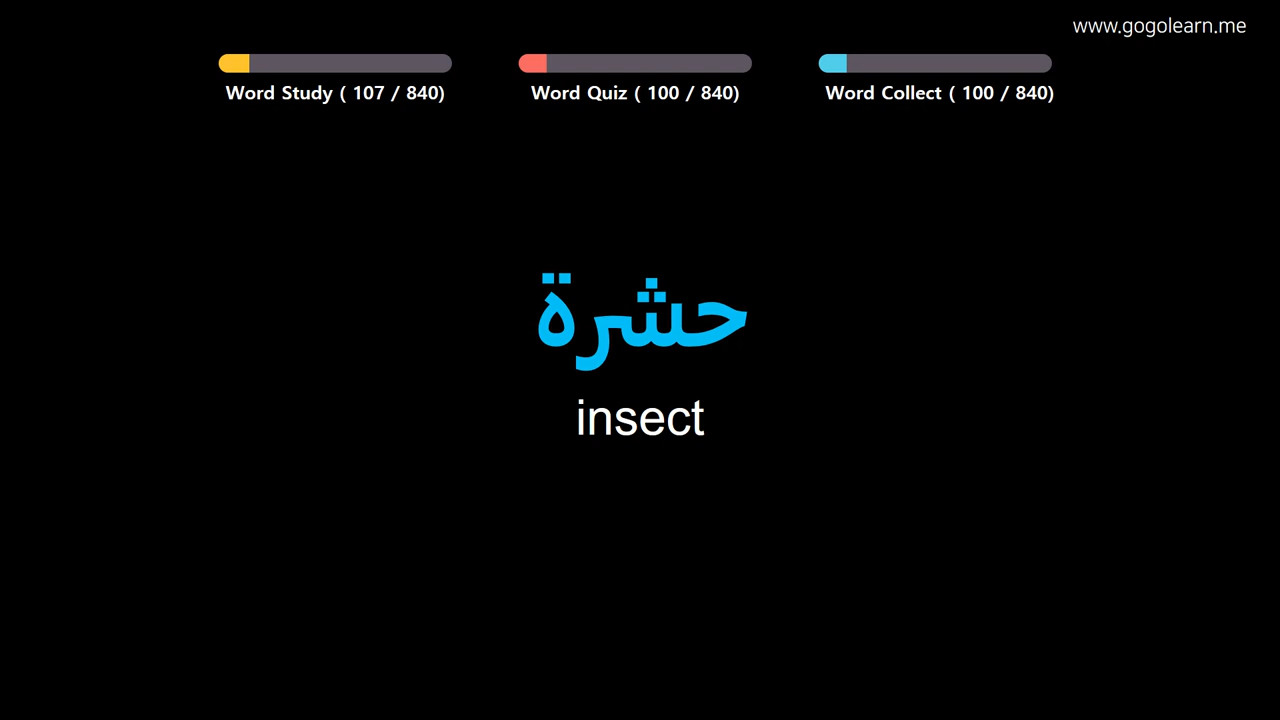 www.gogolearn.me
Word Study ( 107 / 840)
Word Quiz ( 100 / 840)
Word Collect ( 100 / 840)
حشرة
insect